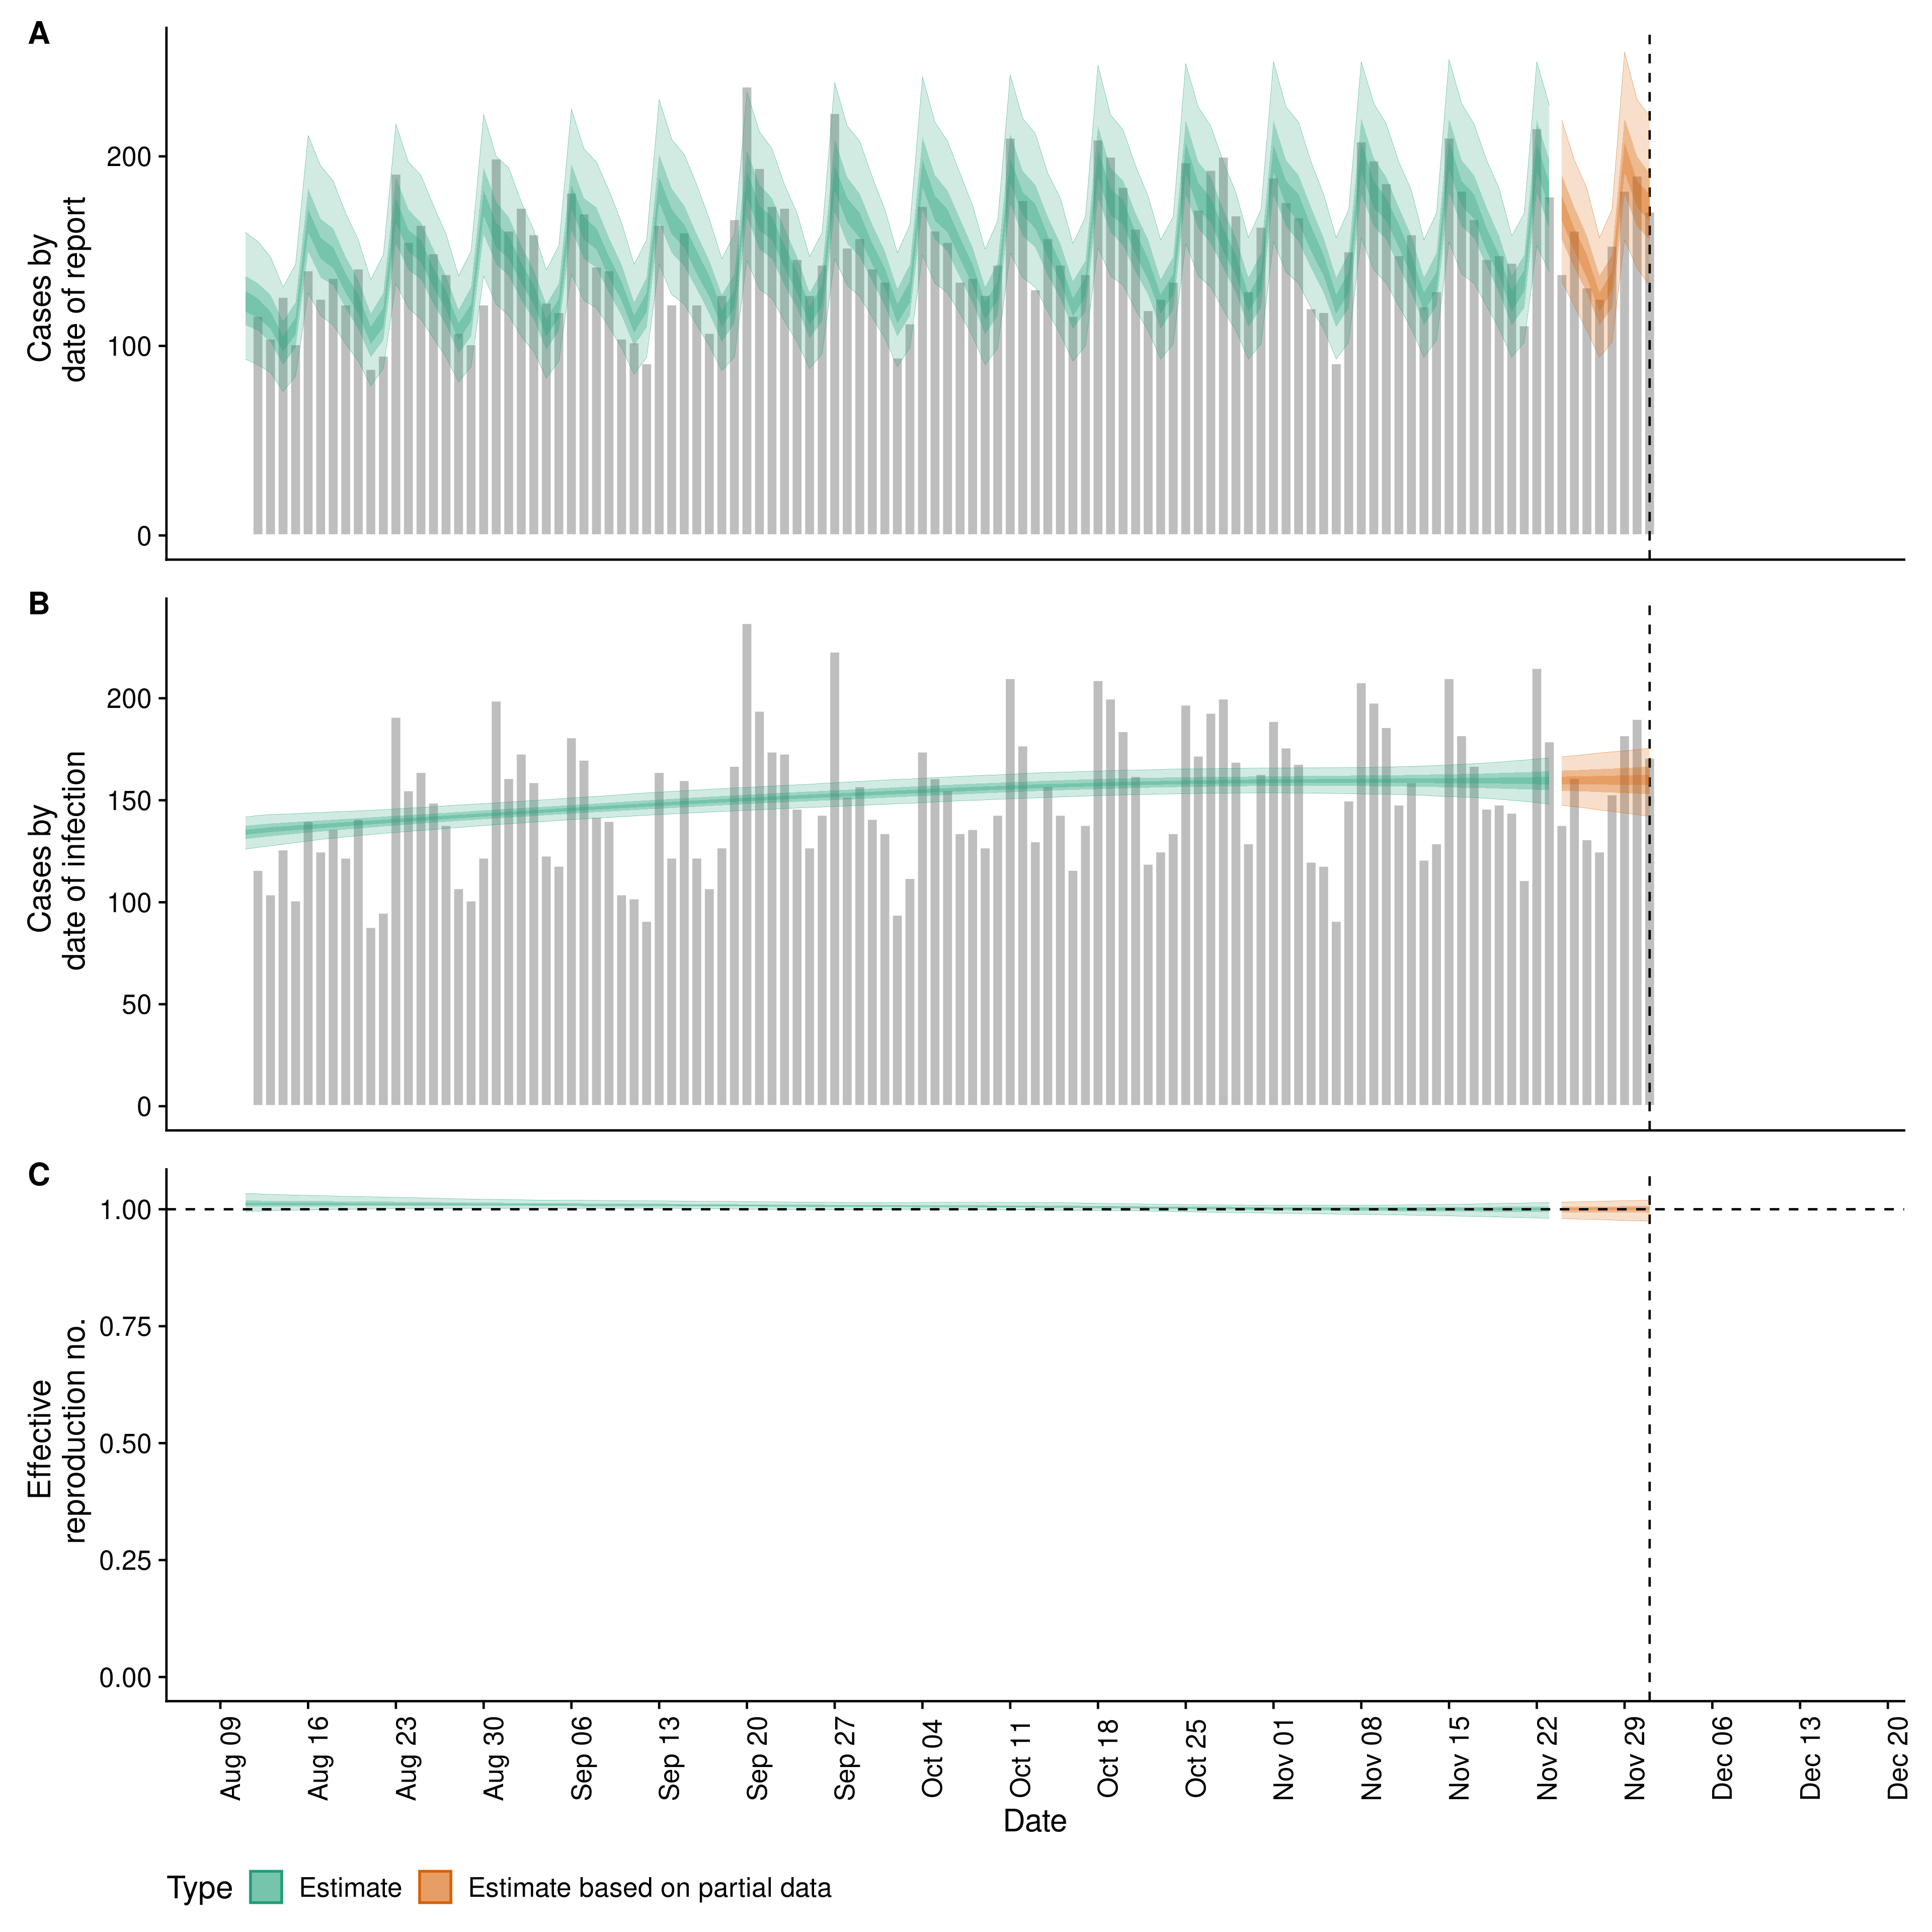 A
Cases by
date of report
200
100
0
B
Cases by
date of infection
200
150
100
50
0
C
Effective
reproduction no.
1.00
0.75
0.50
0.25
0.00
Aug 09
Aug 16
Aug 23
Aug 30
Sep 06
Sep 13
Sep 20
Sep 27
Oct 04
Oct 11
Oct 18
Oct 25
Nov 01
Nov 08
Nov 15
Nov 22
Nov 29
Dec 06
Dec 13
Dec 20
Date
Type
Estimate
Estimate based on partial data